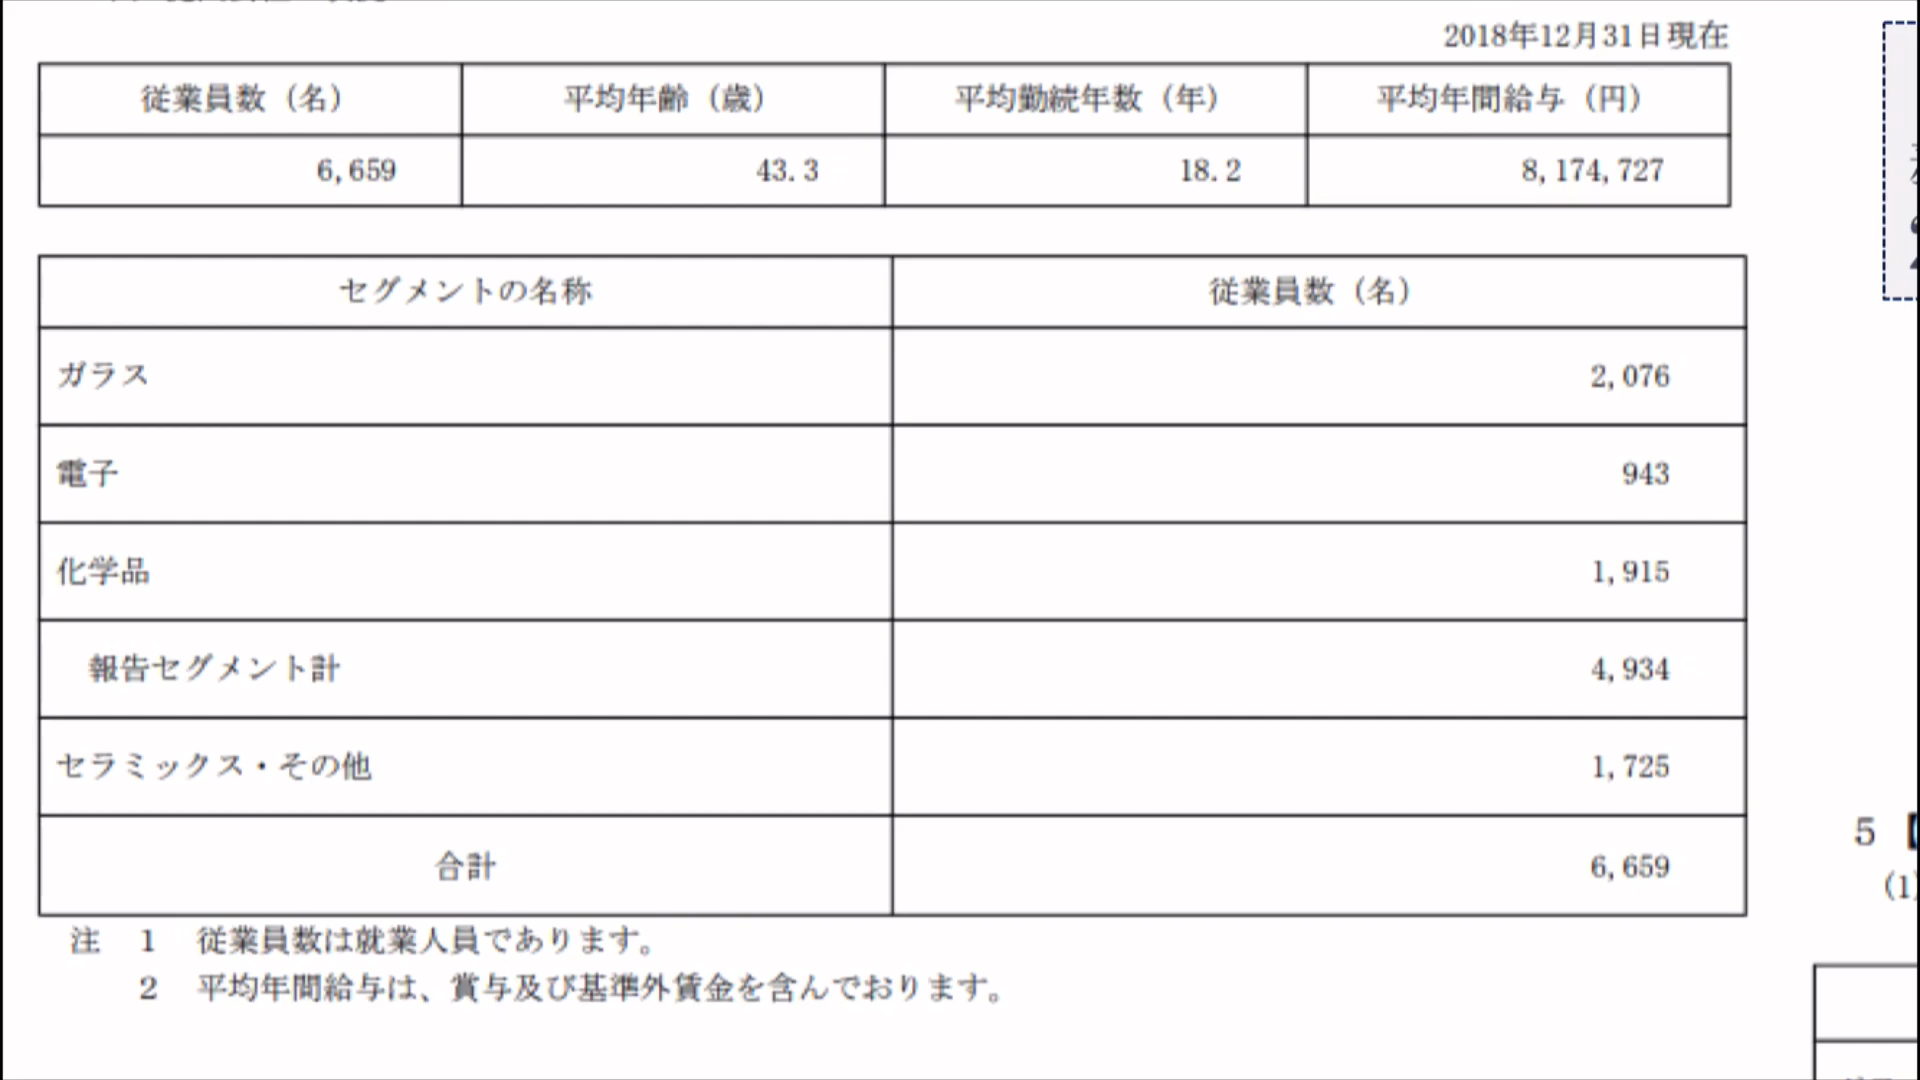 2018年12月31日現在
従業員数（名） 平均年齢（歳） 平均勤続年数（年） 平均年間給与（円）
6,659 43.3 18.2 8,174,727
セグメントの名称 従業員数（名）
ガラス 2,076
電子 943
化学品 1,915
報告セグメント計 4,934
セラミックス・その他 1,725
合計 6,659
注 1 従業員数は就業人員であります。
2 平均年間給与は、賞与及び基準外賃金を含んでおります。
5【
(1)